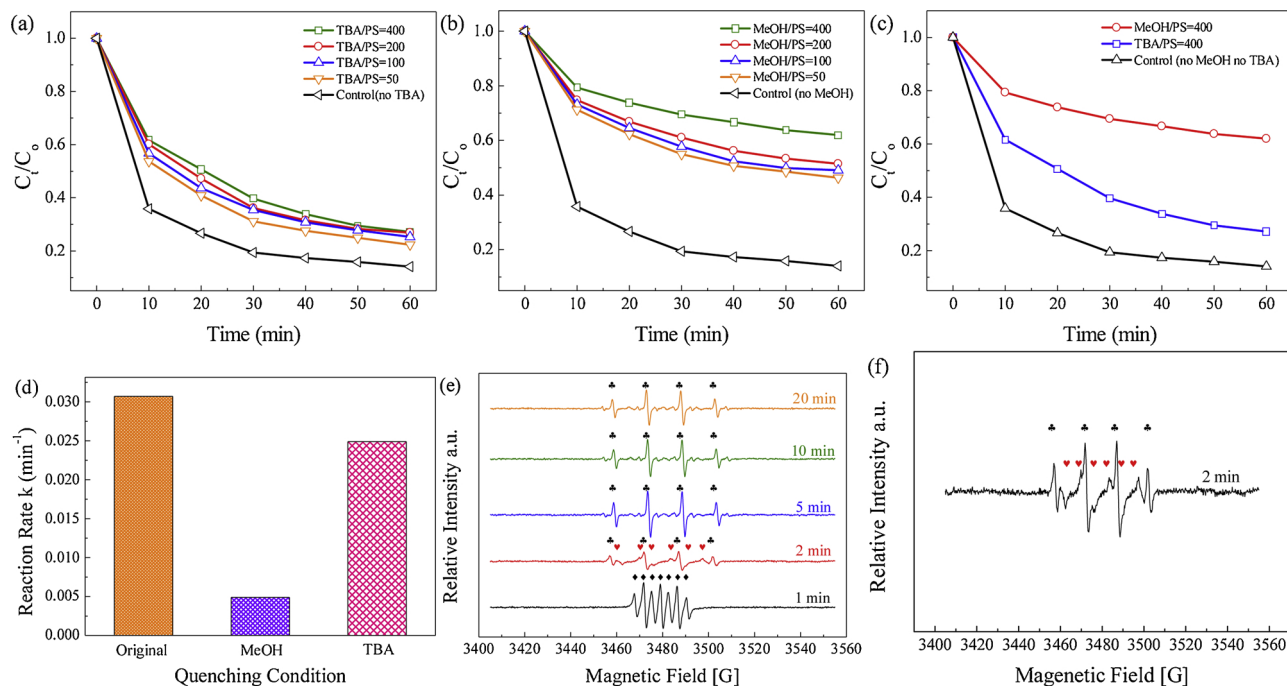 (a)
TBA/PS=400
TBA/PS=200
TBA/PS=100
TBA/PS=50
Control(no TBA)
1.0
0.8
0.6
0.4
0.2
Ct/Co
0 10 20 30 40 50 60
Time (min)
(b)
MeOH/PS=400
MeOH/PS=200
MeOH/PS=100
MeOH/PS=50
Control (no MeOH)
1.0
0.8
0.6
0.4
0.2
Ct/Co
0 10 20 30 40 50 60
Time (min)
(c)
MeOH/PS=400
TBA/PS=400
Control (no MeOH no TBA)
1.0
0.8
0.6
0.4
0.2
Ct/Co
0 10 20 30 40 50 60
Time (min)
(d)
0.030
0.025
0.020
0.015
0.010
0.005
0.000
Reaction Rate k (min⁻¹)
Original MeOH TBA
Quenching Condition
(e)
20 min
10 min
5 min
2 min
1 min
Relative Intensity a.u.
3400 3420 3440 3460 3480 3500 3520 3540 3560
Magnetic Field [G]
(f)
2 min
Relative Intensity a.u.
3400 3420 3440 3460 3480 3500 3520 3540 3560
Magenetic Field [G]